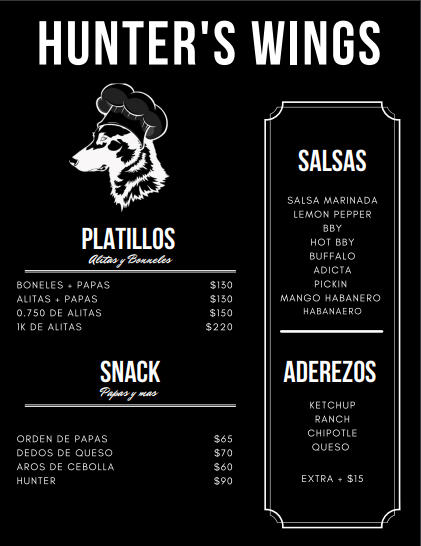 HUNTER'S WINGS
PLATILLOS
Alitas y Bonneles
BONELES + PAPAS $130
ALITAS + PAPAS $130
0.750 DE ALITAS $150
1K DE ALITAS $220
SNACK
Papas y mas
ORDEN DE PAPAS $65
DEDOS DE QUESO $70
AROS DE CEBOLLA $60
HUNTER $90
SALSAS
SALSA MARINADA
LEMON PEPPER
BBY
HOT BBY
BUFFALO
ADICTA
PICKIN
MANGO HABANERO
HABANAERO
ADEREZOS
KETCHUP
RANCH
CHIPOTLE
QUESO
EXTRA + $15